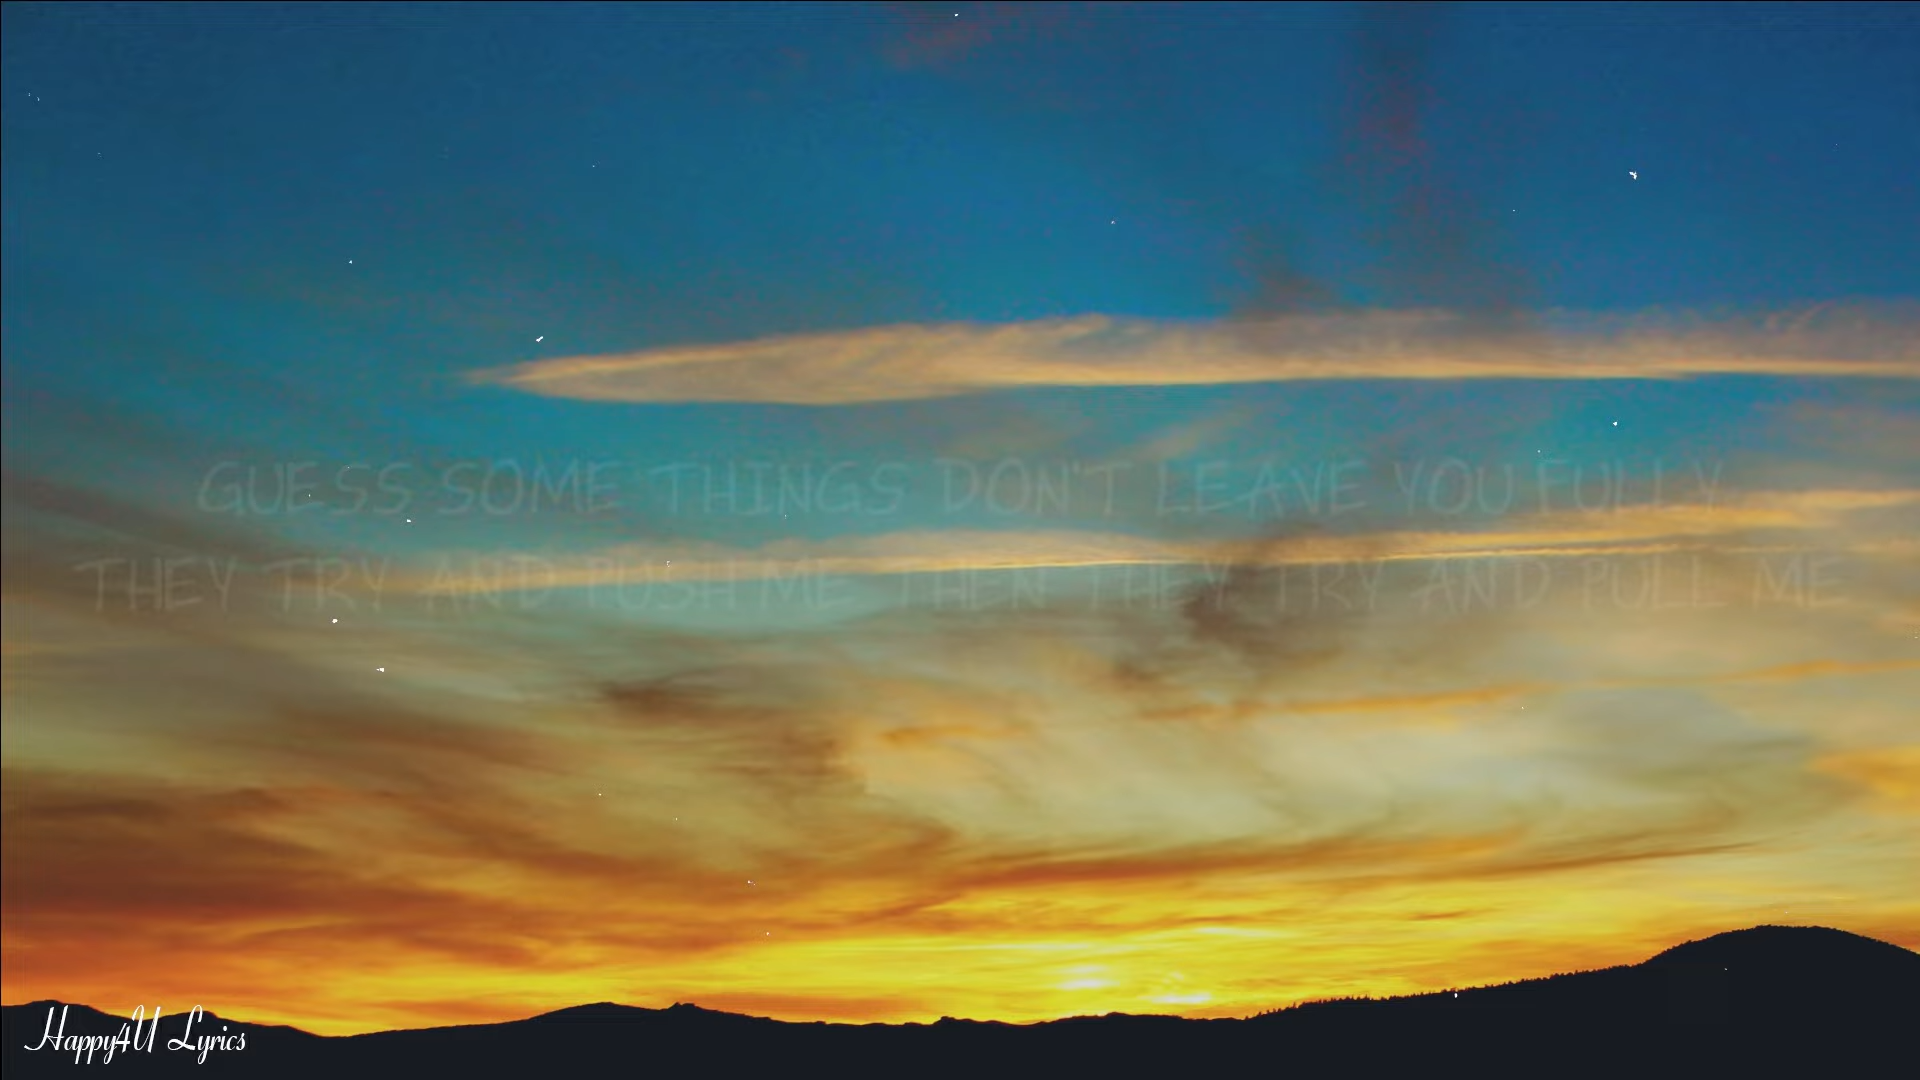 GUESS SOME THINGS DON'T LEAVE YOU FULLY
THEY TRY AND PUSH ME THEN THEY TRY AND PULL ME
Happy4U Lyrics